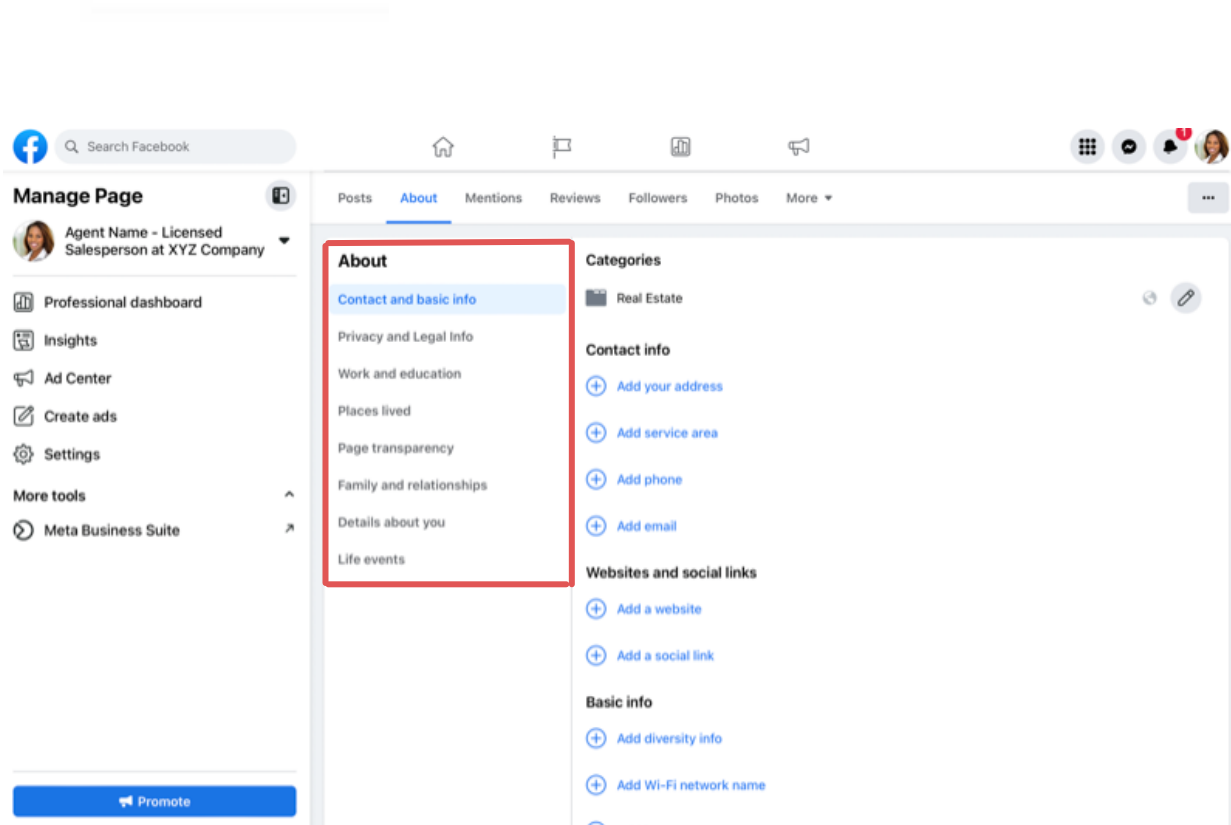 Search Facebook
1
Manage Page
Agent Name - Licensed
Salesperson at XYZ Company
Professional dashboard
Insights
Ad Center
Create ads
Settings
More tools
Meta Business Suite
Promote
Posts
About
Mentions
Reviews
Followers
Photos
More
About
Contact and basic info
Privacy and Legal Info
Work and education
Places lived
Page transparency
Family and relationships
Details about you
Life events
Categories
Real Estate
Contact info
Add your address
Add service area
Add phone
Add email
Websites and social links
Add a website
Add a social link
Basic info
Add diversity info
Add Wi-Fi network name